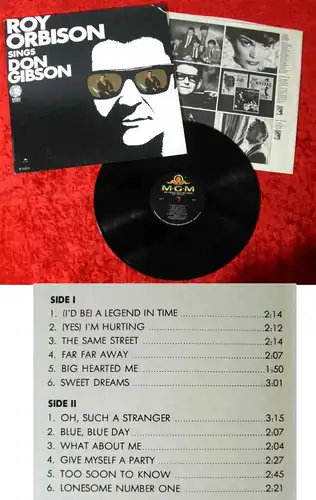 ROY
ORBISON
SINGS
DON
GIBSON
MGM
M·G·M
SIDE I
1. (I'D BE) A LEGEND IN TIME ........ 2:14
2. (YES) I'M HURTING ........ 2:12
3. THE SAME STREET ........ 2:14
4. FAR FAR AWAY ........ 2:07
5. BIG HEARTED ME ........ 1:50
6. SWEET DREAMS ........ 3:01
SIDE II
1. OH, SUCH A STRANGER ........ 3:15
2. BLUE, BLUE DAY ........ 2:07
3. WHAT ABOUT ME ........ 2:04
4. GIVE MYSELF A PARTY ........ 2:27
5. TOO SOON TO KNOW ........ 2:45
6. LONESOME NUMBER ONE ........ 2:21